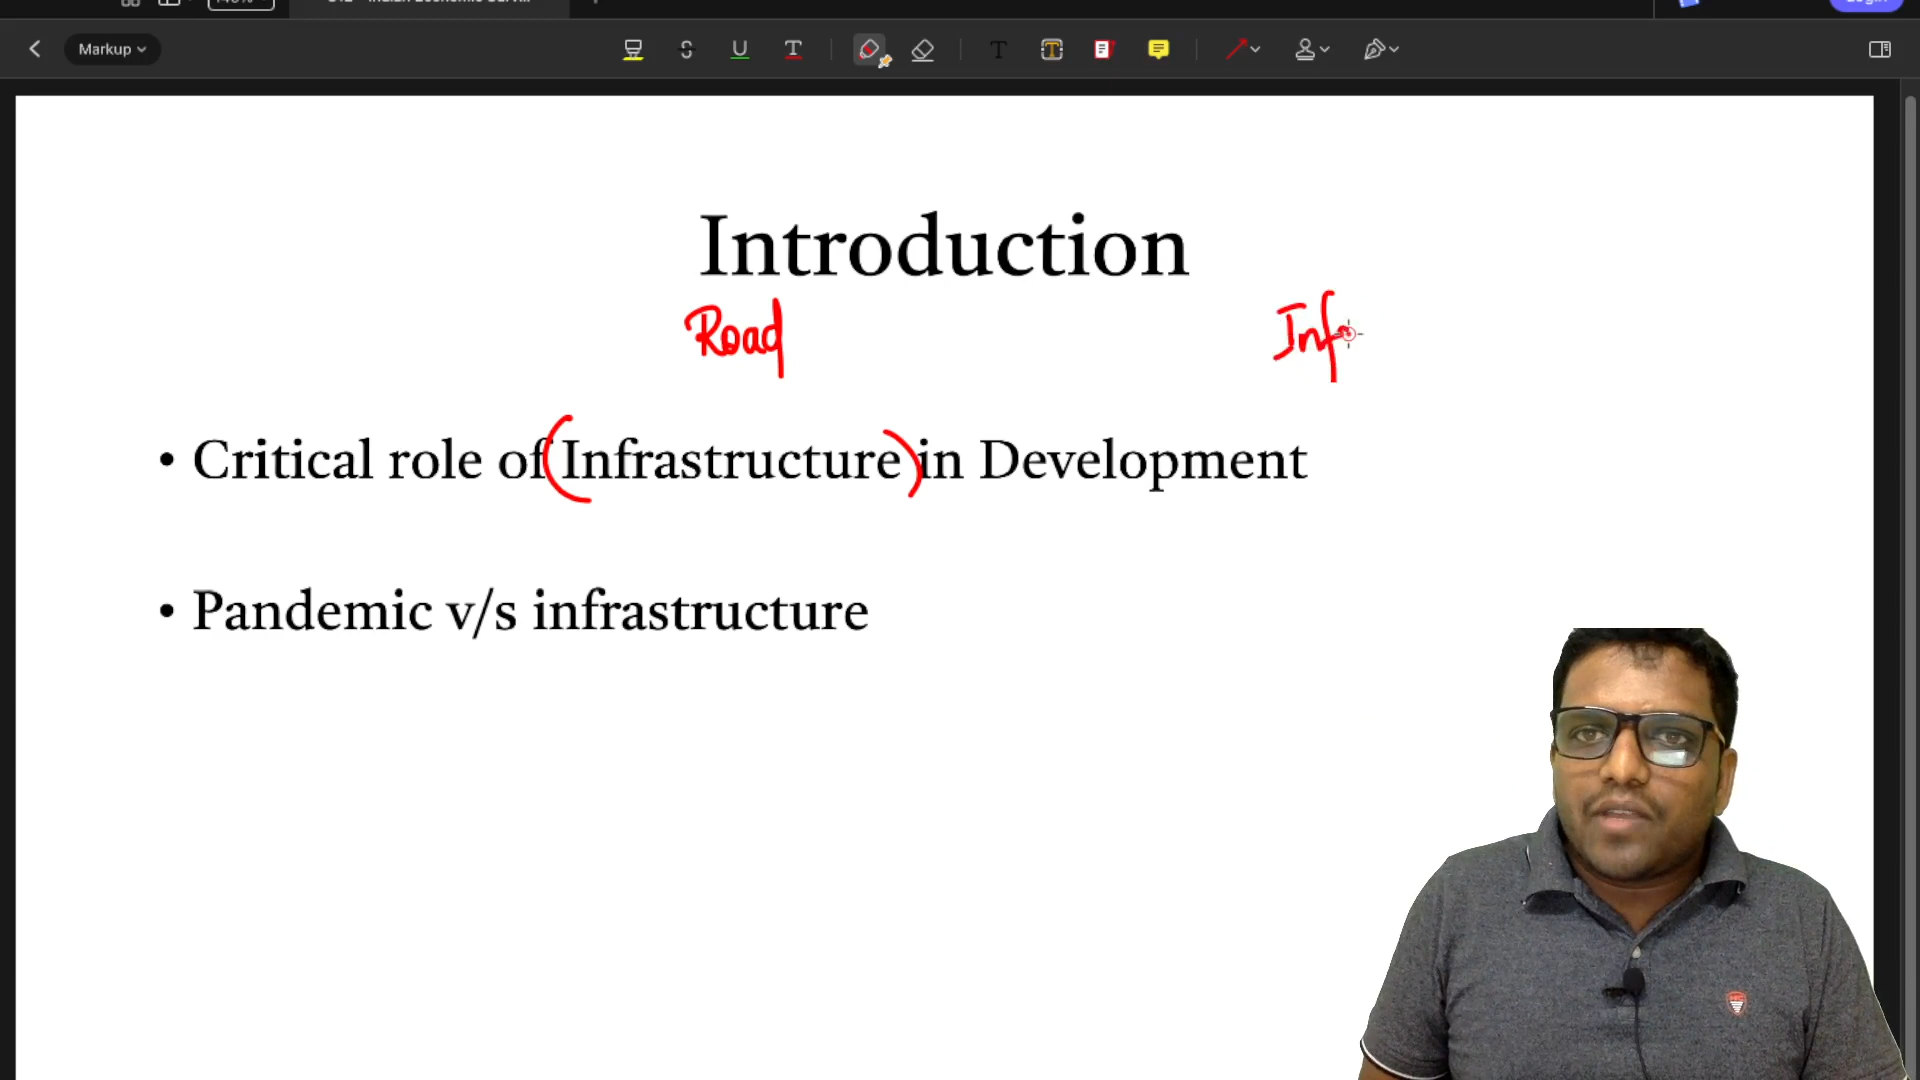 Markup
Introduction
Road
Inf
• Critical role of (Infrastructure) in Development
• Pandemic v/s infrastructure